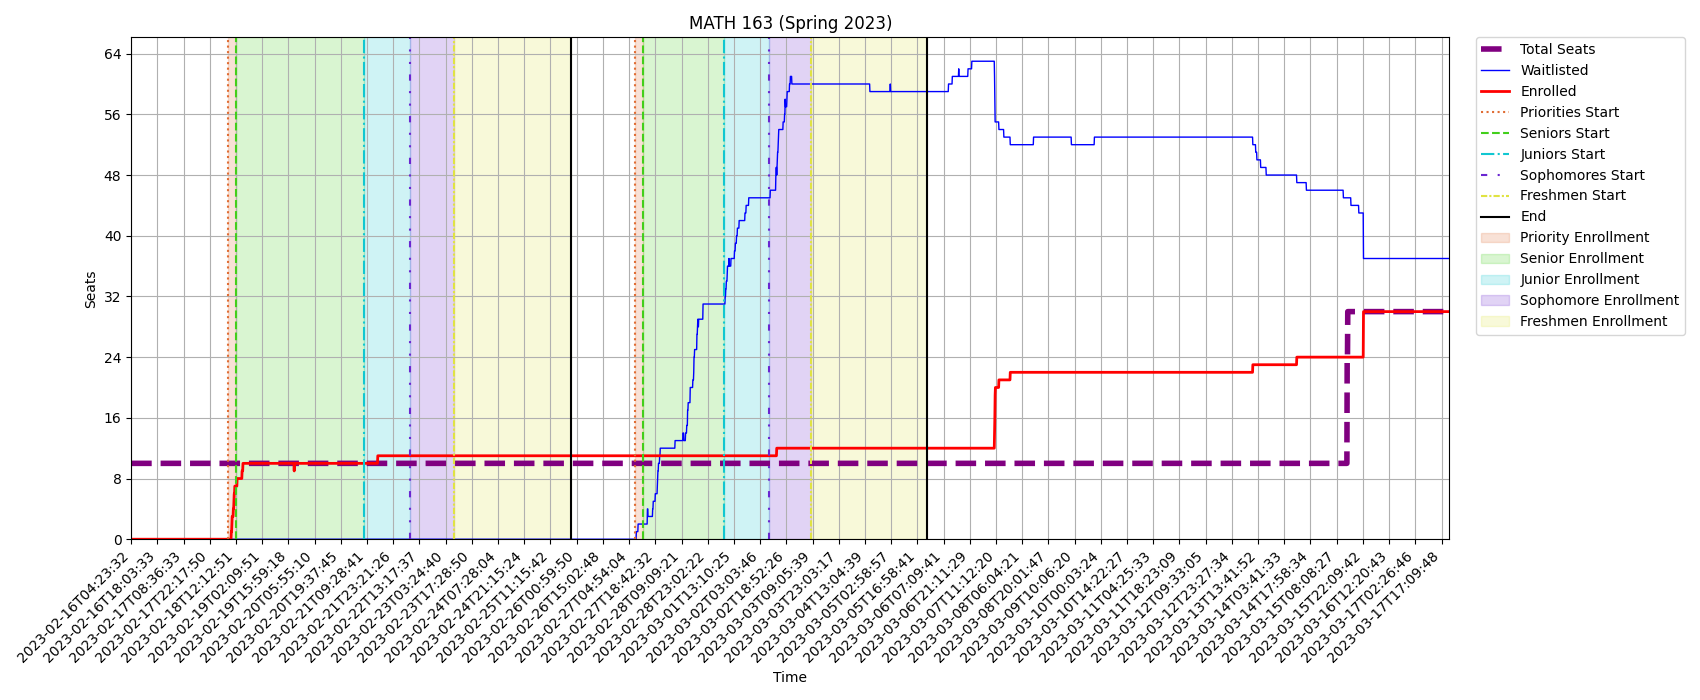 MATH 163 (Spring 2023)
Seats
64
56
48
40
32
24
16
8
0
2023-02-16T04:23:32
2023-02-16T18:03:33
2023-02-17T08:36:33
2023-02-17T22:17:50
2023-02-18T12:12:51
2023-02-19T02:09:51
2023-02-19T15:59:18
2023-02-20T05:55:10
2023-02-20T19:37:45
2023-02-21T09:28:41
2023-02-21T23:21:26
2023-02-22T13:17:37
2023-02-23T03:24:40
2023-02-23T17:28:50
2023-02-24T07:28:04
2023-02-24T21:15:24
2023-02-25T11:15:42
2023-02-26T00:59:50
2023-02-26T15:02:48
2023-02-27T04:54:04
2023-02-27T18:42:32
2023-02-28T09:09:21
2023-02-28T23:02:22
2023-03-01T13:10:25
2023-03-02T03:03:46
2023-03-02T18:52:26
2023-03-03T09:05:39
2023-03-03T23:03:17
2023-03-04T13:04:39
2023-03-05T02:58:57
2023-03-05T16:58:41
2023-03-06T07:09:41
2023-03-06T21:11:29
2023-03-07T11:12:20
2023-03-08T06:04:21
2023-03-08T20:01:47
2023-03-09T10:06:20
2023-03-10T00:03:24
2023-03-10T14:22:27
2023-03-11T04:25:33
2023-03-11T18:23:09
2023-03-12T09:33:05
2023-03-12T23:27:34
2023-03-13T13:41:52
2023-03-14T03:41:33
2023-03-14T17:58:34
2023-03-15T08:08:27
2023-03-15T22:09:42
2023-03-16T12:20:43
2023-03-17T02:26:46
2023-03-17T17:09:48
Time
Total Seats
Waitlisted
Enrolled
Priorities Start
Seniors Start
Juniors Start
Sophomores Start
Freshmen Start
End
Priority Enrollment
Senior Enrollment
Junior Enrollment
Sophomore Enrollment
Freshmen Enrollment